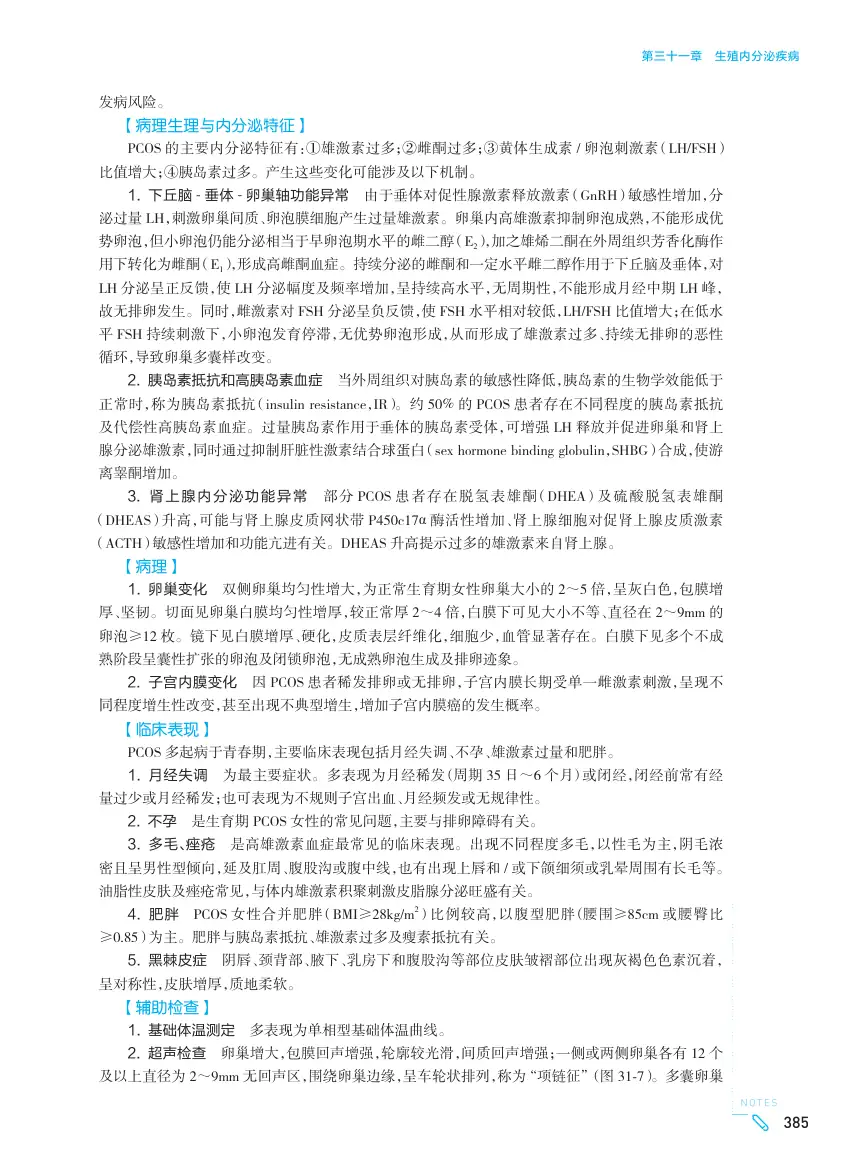 第三十一章　生殖内分泌疾病
发病风险。
【病理生理与内分泌特征】
PCOS 的主要内分泌特征有:①雄激素过多;②雌酮过多;③黄体生成素 / 卵泡刺激素（LH/FSH）
比值增大;④胰岛素过多。产生这些变化可能涉及以下机制。
1. 下丘脑 - 垂体 - 卵巢轴功能异常　由于垂体对促性腺激素释放激素（GnRH）敏感性增加,分
泌过量 LH,刺激卵巢间质、卵泡膜细胞产生过量雄激素。卵巢内高雄激素抑制卵泡成熟,不能形成优
势卵泡,但小卵泡仍能分泌相当于早卵泡期水平的雌二醇（E₂）,加之雄烯二酮在外周组织芳香化酶作
用下转化为雌酮（E₁）,形成高雌酮血症。持续分泌的雌酮和一定水平雌二醇作用于下丘脑及垂体,对
LH 分泌呈正反馈,使 LH 分泌幅度及频率增加,呈持续高水平,无周期性,不能形成月经中期 LH 峰,
故无排卵发生。同时,雌激素对 FSH 分泌呈负反馈,使 FSH 水平相对较低,LH/FSH 比值增大;在低水
平 FSH 持续刺激下,小卵泡发育停滞,无优势卵泡形成,从而形成了雄激素过多、持续无排卵的恶性
循环,导致卵巢多囊样改变。
2. 胰岛素抵抗和高胰岛素血症　当外周组织对胰岛素的敏感性降低,胰岛素的生物学效能低于
正常时,称为胰岛素抵抗（insulin resistance,IR）。约 50% 的 PCOS 患者存在不同程度的胰岛素抵抗
及代偿性高胰岛素血症。过量胰岛素作用于垂体的胰岛素受体,可增强 LH 释放并促进卵巢和肾上
腺分泌雄激素,同时通过抑制肝脏性激素结合球蛋白（sex hormone binding globulin,SHBG）合成,使游
离睾酮增加。
3. 肾上腺内分泌功能异常　部分 PCOS 患者存在脱氢表雄酮（DHEA）及硫酸脱氢表雄酮
（DHEAS）升高,可能与肾上腺皮质网状带 P450c17α 酶活性增加、肾上腺细胞对促肾上腺皮质激素
（ACTH）敏感性增加和功能亢进有关。DHEAS 升高提示过多的雄激素来自肾上腺。
【病理】
1. 卵巢变化　双侧卵巢均匀性增大,为正常生育期女性卵巢大小的 2～5 倍,呈灰白色,包膜增
厚、坚韧。切面见卵巢白膜均匀性增厚,较正常厚 2～4 倍,白膜下可见大小不等、直径在 2～9mm 的
卵泡≥12 枚。镜下见白膜增厚、硬化,皮质表层纤维化,细胞少,血管显著存在。白膜下见多个不成
熟阶段呈囊性扩张的卵泡及闭锁卵泡,无成熟卵泡生成及排卵迹象。
2. 子宫内膜变化　因 PCOS 患者稀发排卵或无排卵,子宫内膜长期受单一雌激素刺激,呈现不
同程度增生性改变,甚至出现不典型增生,增加子宫内膜癌的发生概率。
【临床表现】
PCOS 多起病于青春期,主要临床表现包括月经失调、不孕、雄激素过量和肥胖。
1. 月经失调　为最主要症状。多表现为月经稀发（周期 35 日～6 个月）或闭经,闭经前常有经
量过少或月经稀发;也可表现为不规则子宫出血、月经频发或无规律性。
2. 不孕　是生育期 PCOS 女性的常见问题,主要与排卵障碍有关。
3. 多毛、痤疮　是高雄激素血症最常见的临床表现。出现不同程度多毛,以性毛为主,阴毛浓
密且呈男性型倾向,延及肛周、腹股沟或腹中线,也有出现上唇和 / 或下颌细须或乳晕周围有长毛等。
油脂性皮肤及痤疮常见,与体内雄激素积聚刺激皮脂腺分泌旺盛有关。
4. 肥胖　PCOS 女性合并肥胖（BMI≥28kg/m²）比例较高,以腹型肥胖（腰围≥85cm 或腰臀比
≥0.85）为主。肥胖与胰岛素抵抗、雄激素过多及瘦素抵抗有关。
5. 黑棘皮症　阴唇、颈背部、腋下、乳房下和腹股沟等部位皮肤皱褶部位出现灰褐色色素沉着,
呈对称性,皮肤增厚,质地柔软。
【辅助检查】
1. 基础体温测定　多表现为单相型基础体温曲线。
2. 超声检查　卵巢增大,包膜回声增强,轮廓较光滑,间质回声增强;一侧或两侧卵巢各有 12 个
及以上直径为 2～9mm 无回声区,围绕卵巢边缘,呈车轮状排列,称为 “项链征”（图 31-7）。多囊卵巢
NOTES
385